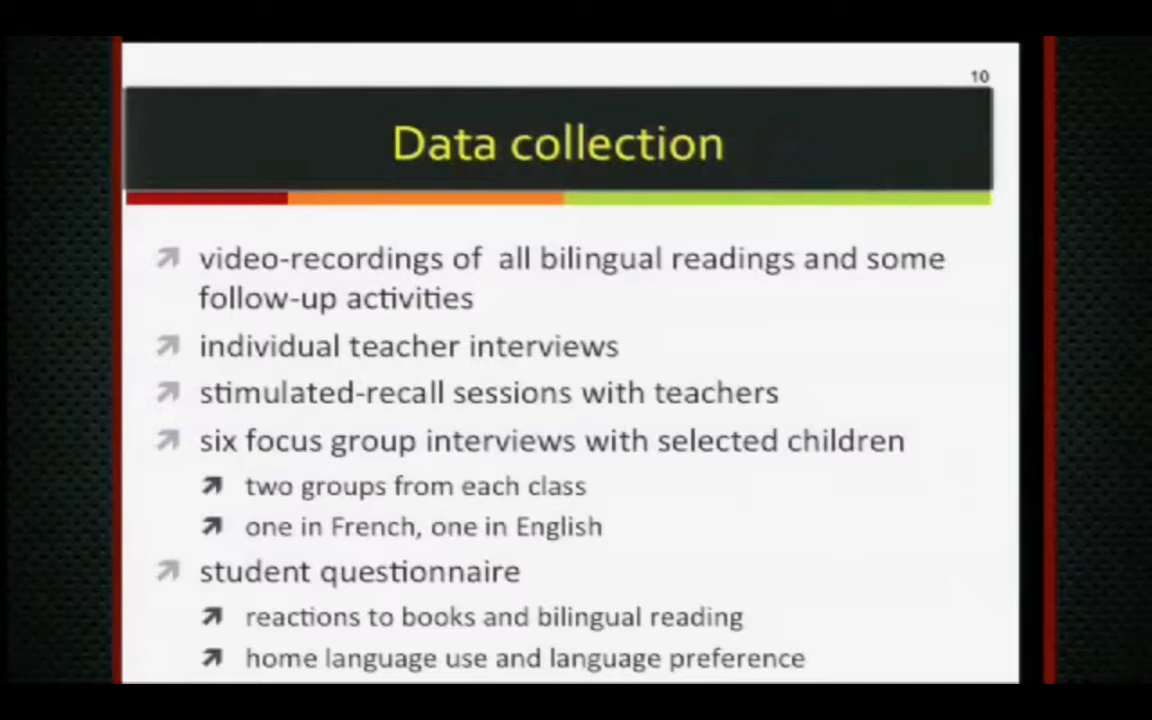 10
Data collection
video-recordings of all bilingual readings and some
follow-up activities
individual teacher interviews
stimulated-recall sessions with teachers
six focus group interviews with selected children
two groups from each class
one in French, one in English
student questionnaire
reactions to books and bilingual reading
home language use and language preference